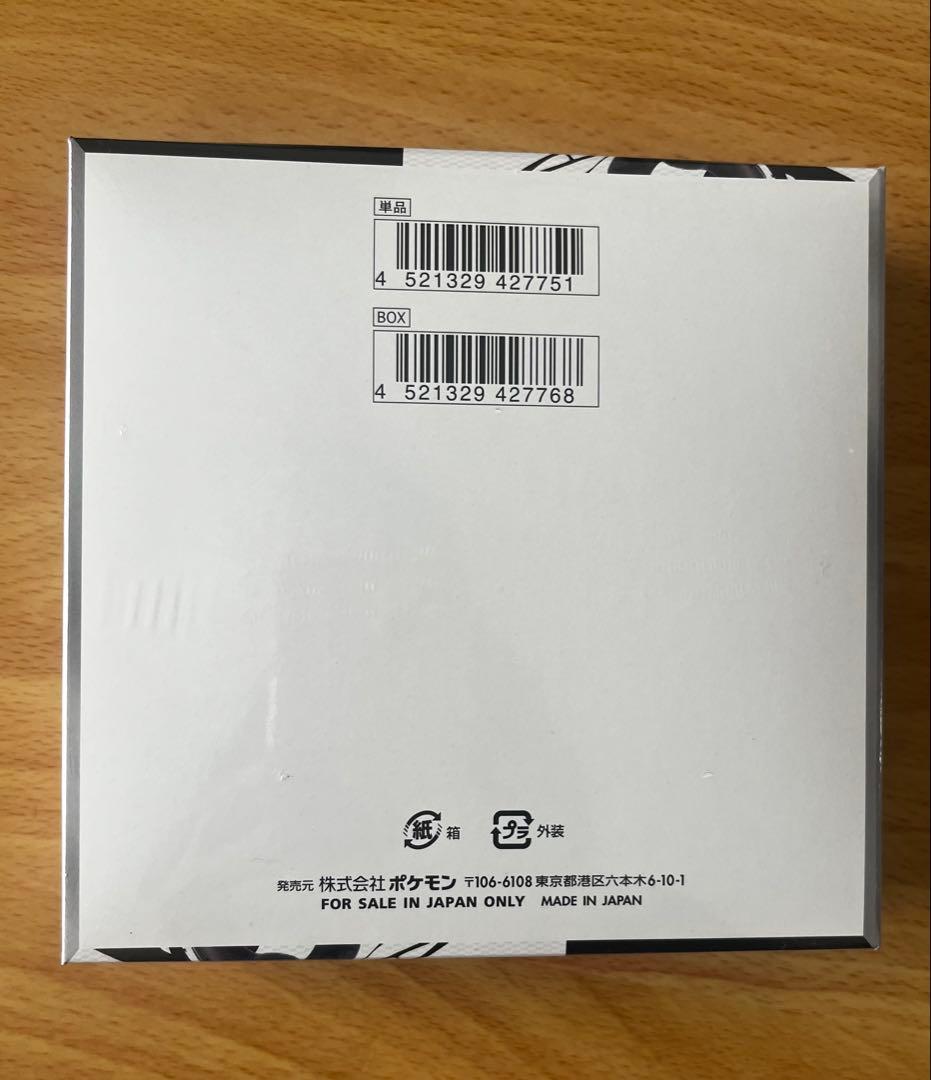 単品
4 521329 427751
BOX
4 521329 427768
紙 箱 プラ 外装
発売元 株式会社 ポケモン 〒106-6108 東京都港区六本木6-10-1
FOR SALE IN JAPAN ONLY MADE IN JAPAN